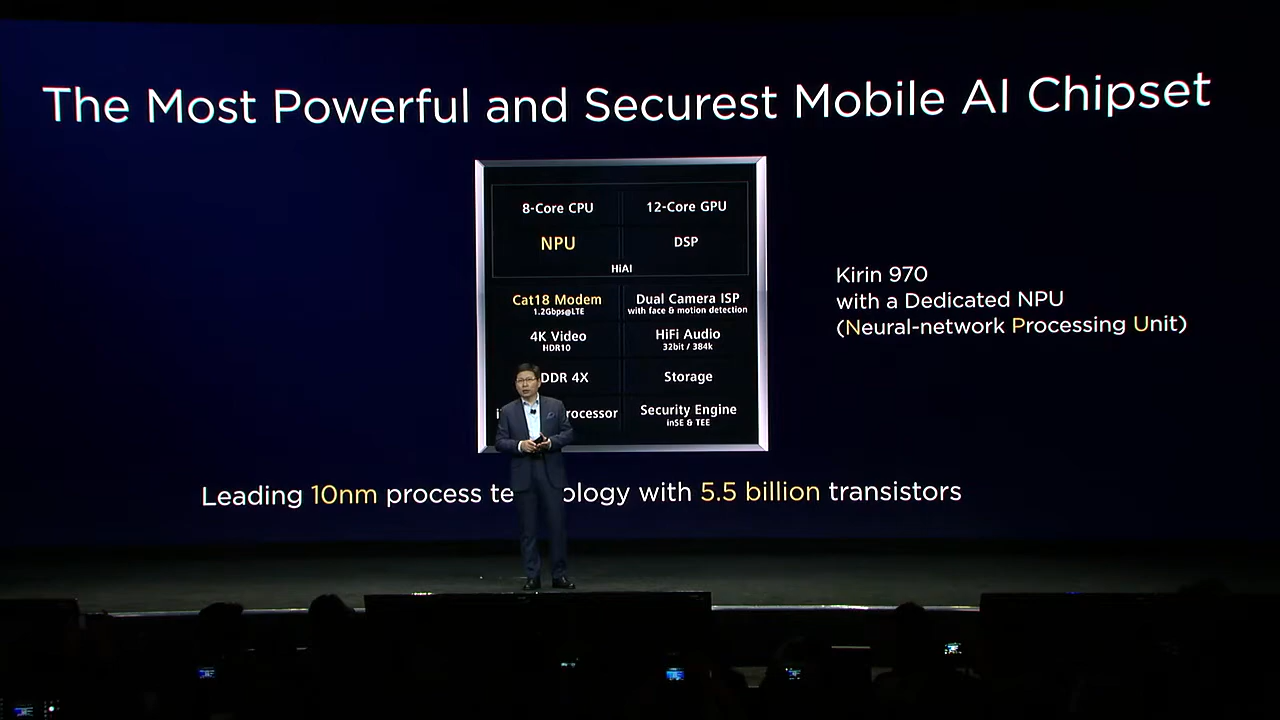 The Most Powerful and Securest Mobile AI Chipset
8-Core CPU
12-Core GPU
NPU
DSP
HiAI
Cat18 Modem
1.2Gbps@LTE
Dual Camera ISP
with face & motion detection
4K Video
HDR10
HiFi Audio
32bit / 384k
DDR 4X
Storage
Security Engine
inSE & TEE
Kirin 970
with a Dedicated NPU
(Neural-network Processing Unit)
Leading 10nm process with 5.5 billion transistors